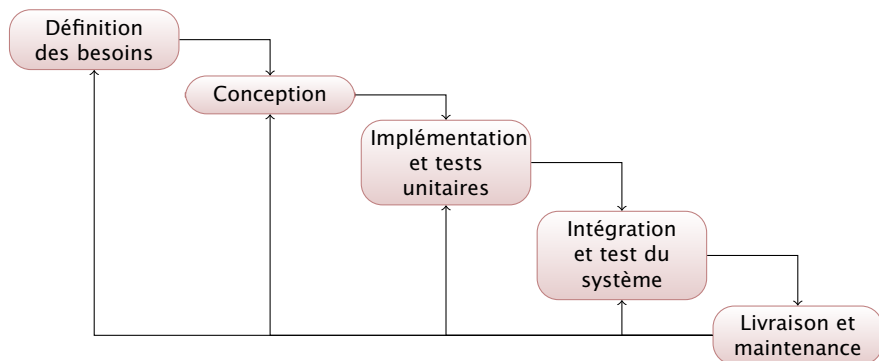 Définition
des besoins
Conception
Implémentation
et tests
unitaires
Intégration
et test du
système
Livraison et
maintenance